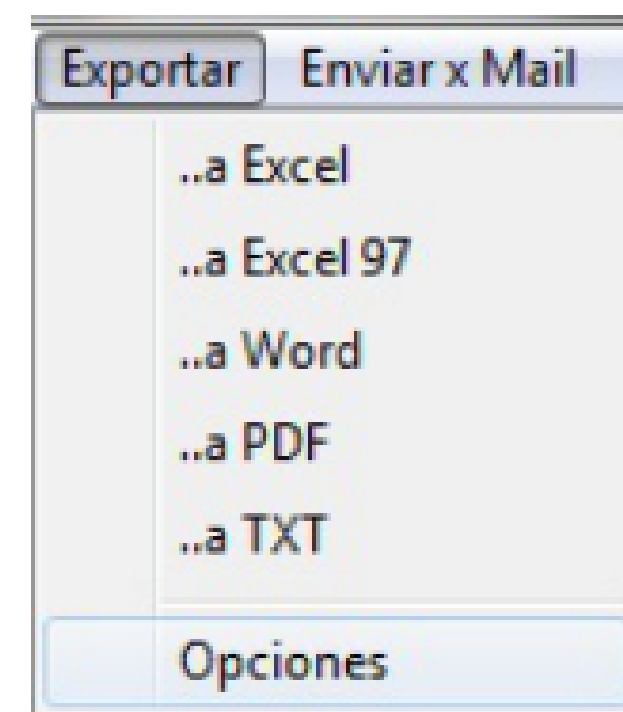 Exportar Enviar x Mail
..a Excel
..a Excel 97
..a Word
..a PDF
..a TXT
Opciones